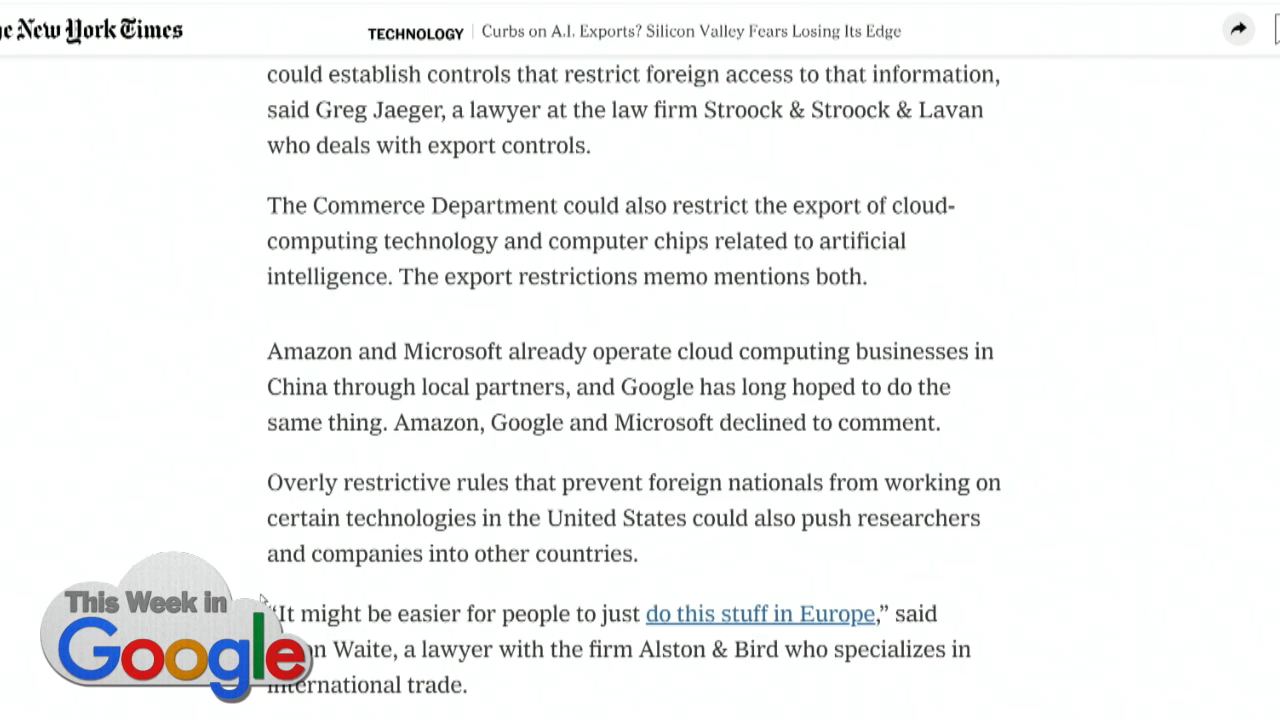 e New York Times
TECHNOLOGY Curbs on A.I. Exports? Silicon Valley Fears Losing Its Edge
could establish controls that restrict foreign access to that information,
said Greg Jaeger, a lawyer at the law firm Stroock & Stroock & Lavan
who deals with export controls.
The Commerce Department could also restrict the export of cloud-
computing technology and computer chips related to artificial
intelligence. The export restrictions memo mentions both.
Amazon and Microsoft already operate cloud computing businesses in
China through local partners, and Google has long hoped to do the
same thing. Amazon, Google and Microsoft declined to comment.
Overly restrictive rules that prevent foreign nationals from working on
certain technologies in the United States could also push researchers
and companies into other countries.
“It might be easier for people to just do this stuff in Europe,” said
n Waite, a lawyer with the firm Alston & Bird who specializes in
international trade.
This Week in
Google